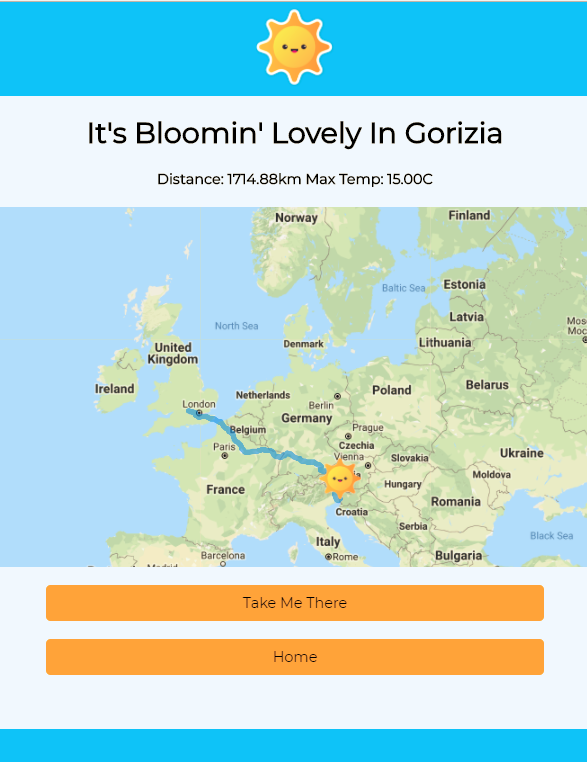 It's Bloomin' Lovely In Gorizia
Distance: 1714.88km Max Temp: 15.00C
Norway
Finland
Baltic Sea
Estonia
Latvia
North Sea
Denmark
Lithuania
United
Kingdom
Ireland
Netherlands
Berlin
Poland
Belarus
London
Germany
Belgium
Prague
Paris
Czechia
Vienna
Slovakia
Ukraine
France
Hungary
Moldova
Croatia
Romania
Serbia
Italy
Rome
Barcelona
Bulgaria
Black Sea
Take Me There
Home